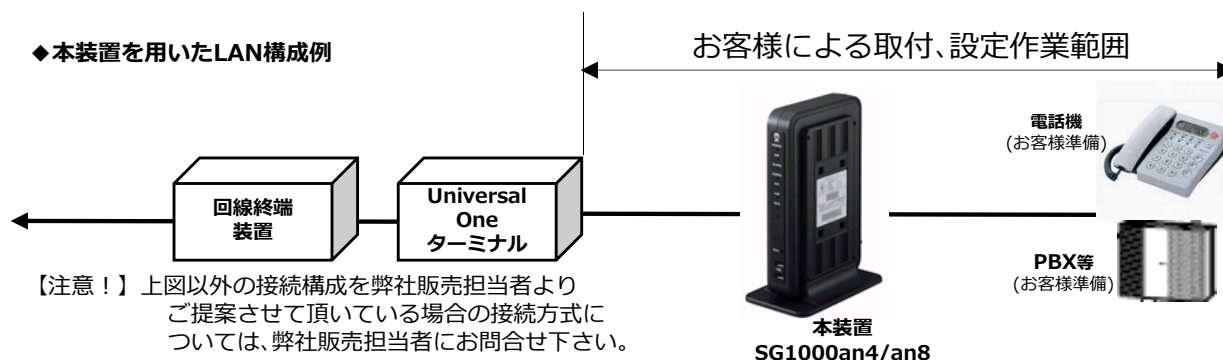 ◆本装置を用いたLAN構成例
お客様による取付、設定作業範囲
電話機
(お客様準備)
回線終端
装置
Universal
One
ターミナル
PBX等
(お客様準備)
【注意！】上図以外の接続構成を弊社販売担当者より
ご提案させて頂いている場合の接続方式に
ついては、弊社販売担当者にお問合せ下さい。
本装置
SG1000an4/an8